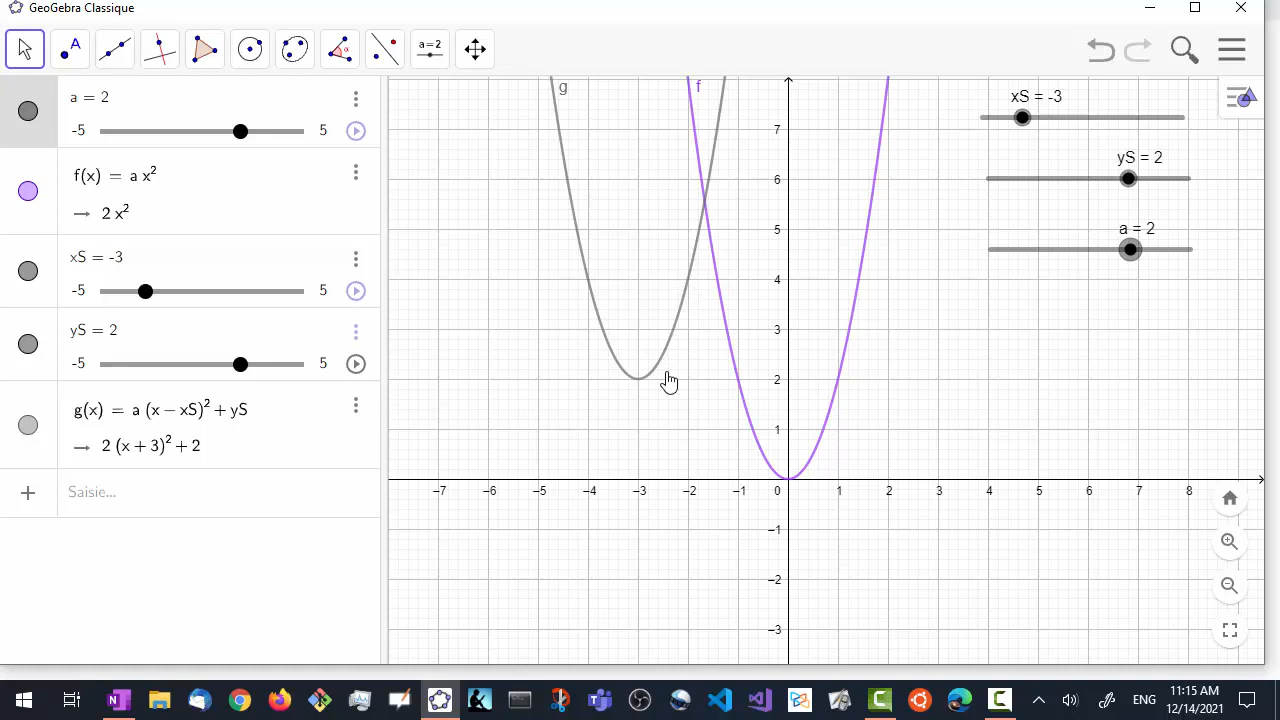 GeoGebra Classique
A
α
a=2
a = 2
-5
5
f(x) = a x²
→ 2 x²
xS = -3
-5
5
yS = 2
-5
5
g(x) = a (x − xS)² + yS
→ 2 (x + 3)² + 2
+ Saisie...
g
f
xS = -3
yS = 2
a = 2
7
6
5
4
3
2
1
−7 −6 −5 −4 −3 −2 −1 0 1 2 3 4 5 6 7 8
−1
−2
−3
ENG
11:15 AM
12/14/2021